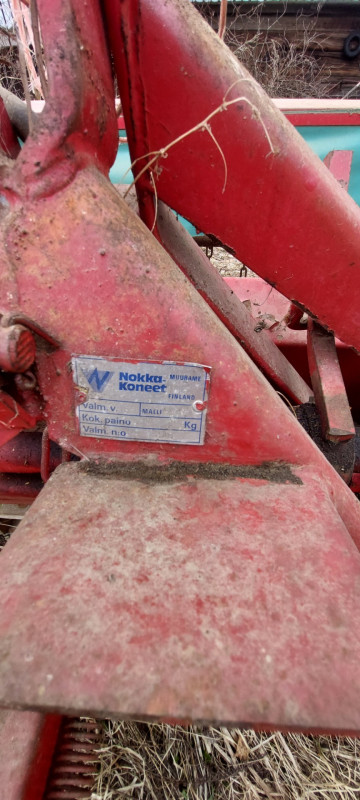 Nokka- MUURAME
Koneet FINLAND
Valm.v MALLI
Kok.paino Kg
Valm.n:o